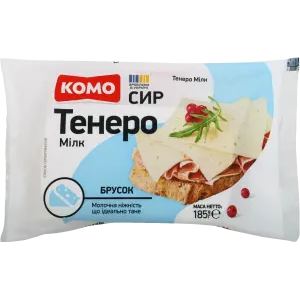 КОМО
СИР
Тенеро Мілк
Тенеро
Мілк
БРУСОК
Молочна ніжність
що ідеально тане
МАСА НЕТТО:
185г℮